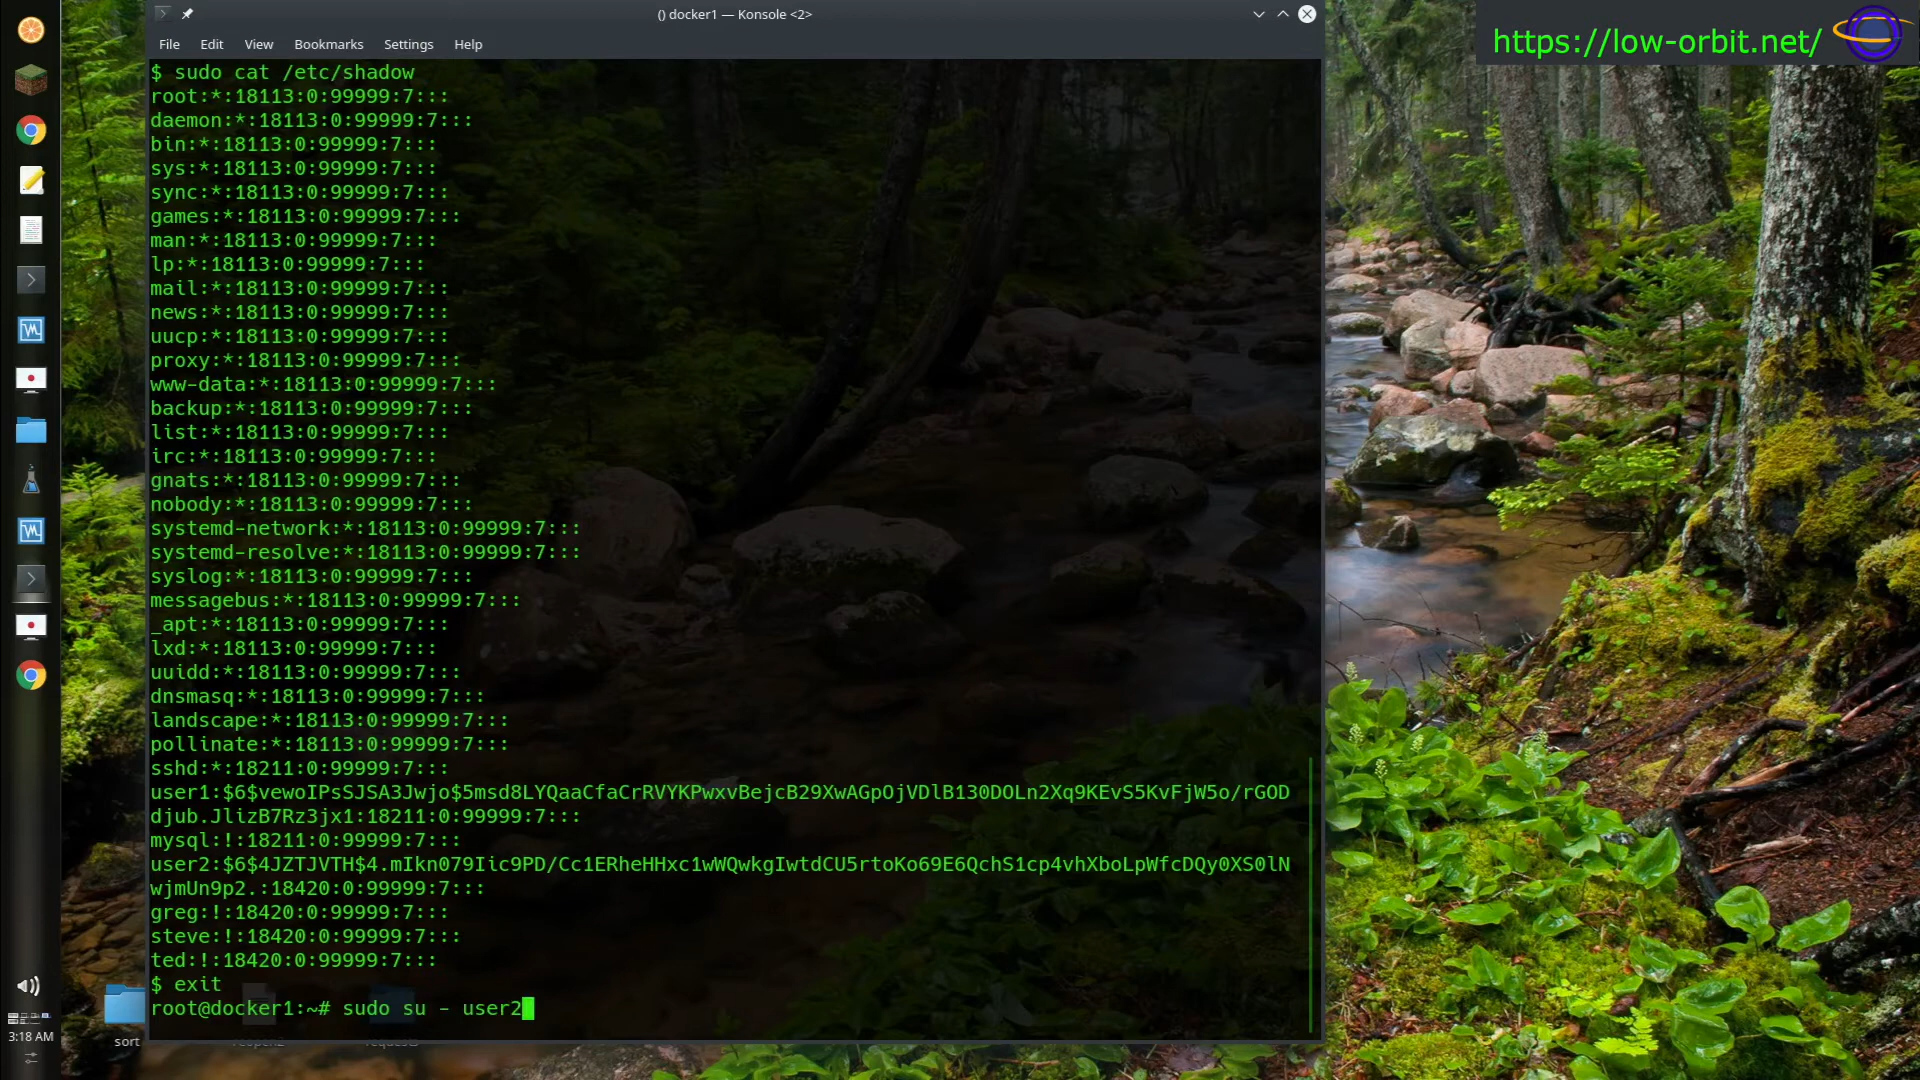 () docker1 — Konsole <2>
https://low-orbit.net/
File Edit View Bookmarks Settings Help
$ sudo cat /etc/shadow
root:*:18113:0:99999:7:::
daemon:*:18113:0:99999:7:::
bin:*:18113:0:99999:7:::
sys:*:18113:0:99999:7:::
sync:*:18113:0:99999:7:::
games:*:18113:0:99999:7:::
man:*:18113:0:99999:7:::
lp:*:18113:0:99999:7:::
mail:*:18113:0:99999:7:::
news:*:18113:0:99999:7:::
uucp:*:18113:0:99999:7:::
proxy:*:18113:0:99999:7:::
www-data:*:18113:0:99999:7:::
backup:*:18113:0:99999:7:::
list:*:18113:0:99999:7:::
irc:*:18113:0:99999:7:::
gnats:*:18113:0:99999:7:::
nobody:*:18113:0:99999:7:::
systemd-network:*:18113:0:99999:7:::
systemd-resolve:*:18113:0:99999:7:::
syslog:*:18113:0:99999:7:::
messagebus:*:18113:0:99999:7:::
_apt:*:18113:0:99999:7:::
lxd:*:18113:0:99999:7:::
uuidd:*:18113:0:99999:7:::
dnsmasq:*:18113:0:99999:7:::
landscape:*:18113:0:99999:7:::
pollinate:*:18113:0:99999:7:::
sshd:*:18211:0:99999:7:::
user1:$6$vewoIPsSJSA3Jwjo$5msd8LYQaaCfaCrRVYKPwxvBejcB29XwAGpOjVDlB130DOLn2Xq9KEvS5KvFjW5o/rGOD
djub.JlizB7Rz3jx1:18211:0:99999:7:::
mysql:!:18211:0:99999:7:::
user2:$6$4JZTJVTH$4.mIkn079Iic9PD/Cc1ERheHHxc1wWQwkgIwtdCU5rtoKo69E6QchS1cp4vhXboLpWfcDQy0XS0lN
wjmUn9p2.:18420:0:99999:7:::
greg:!:18420:0:99999:7:::
steve:!:18420:0:99999:7:::
ted:!:18420:0:99999:7:::
$ exit
root@docker1:~# sudo su - user2
3:18 AM
sort